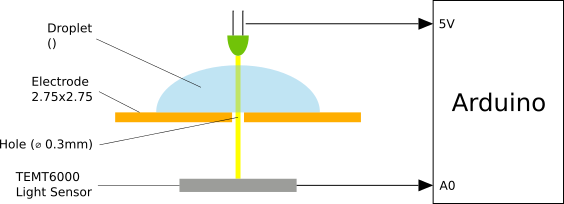 Droplet
()
5V
Electrode
2.75x2.75
Arduino
Hole (⌀ 0.3mm)
TEMT6000
Light Sensor
A0